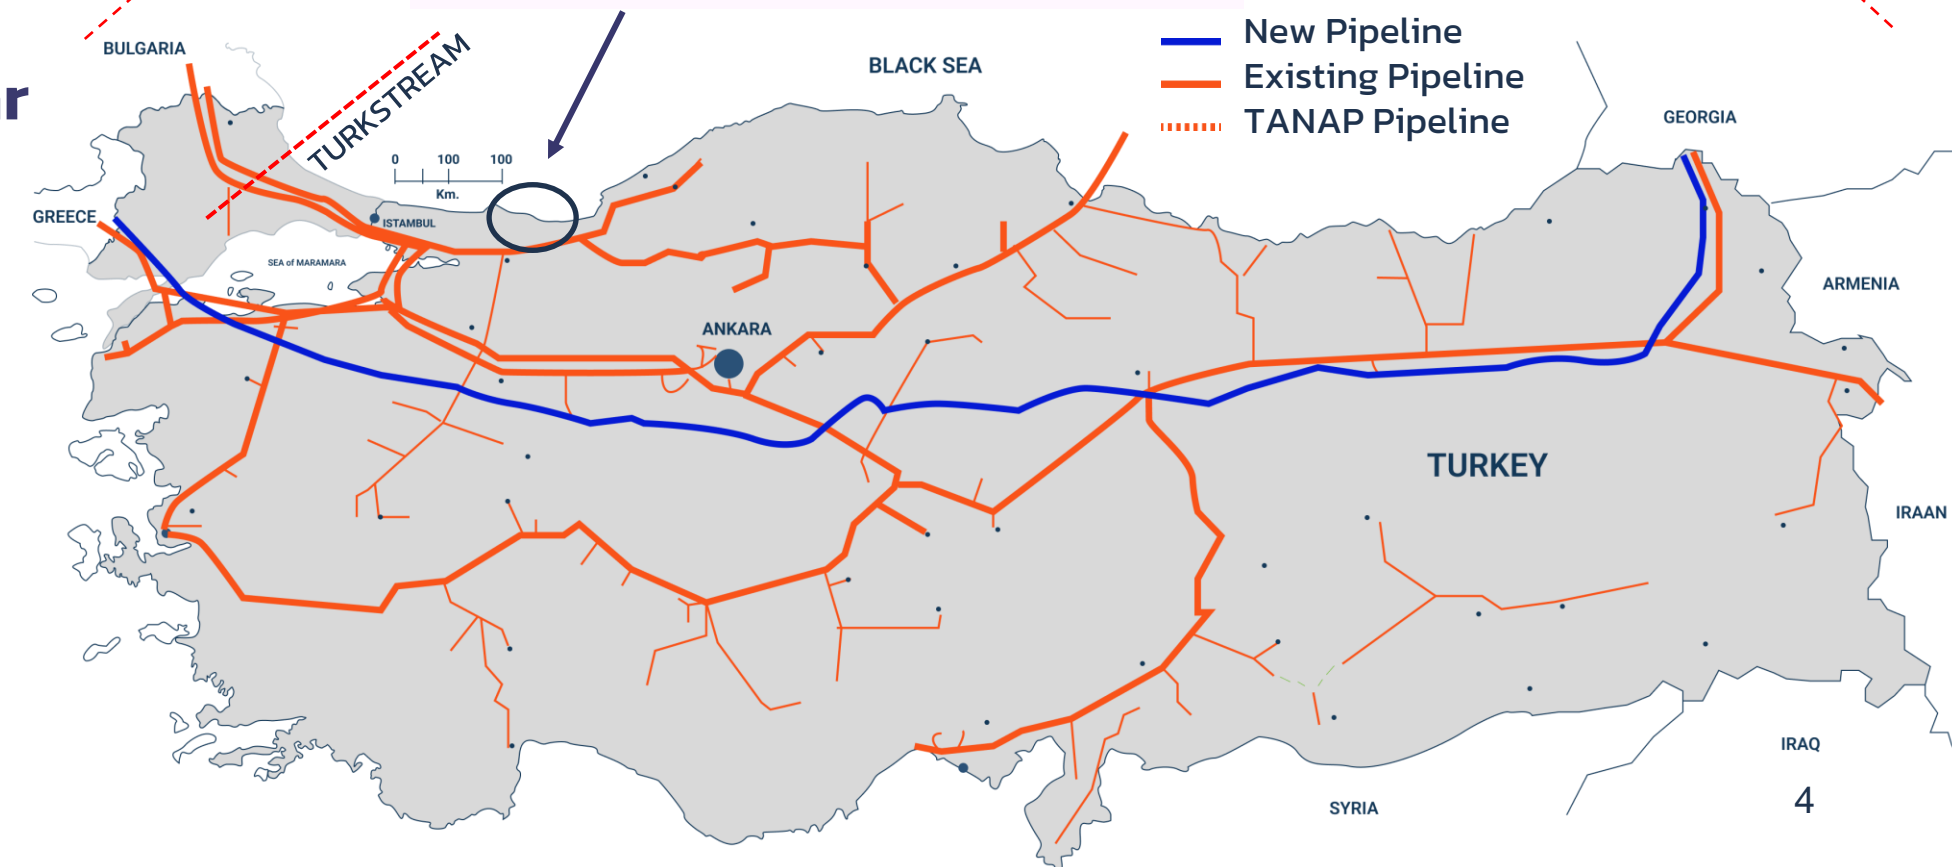 New Pipeline
Existing Pipeline
TANAP Pipeline
BULGARIA
TURKSTREAM
BLACK SEA
GEORGIA
r
0 100 100
Km.
GREECE
ISTAMBUL
SEA of MARAMARA
ARMENIA
ANKARA
TURKEY
IRAAN
IRAQ
SYRIA
4